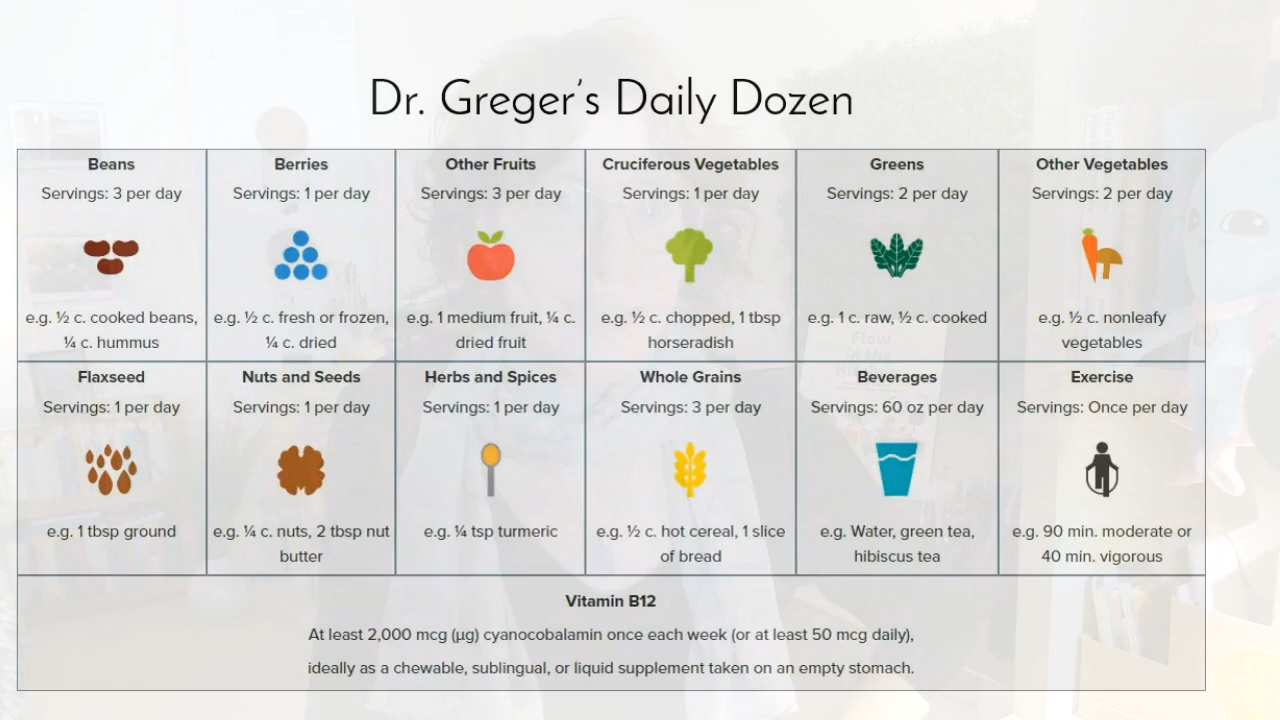 Dr. Greger's Daily Dozen
Beans
Servings: 3 per day
e.g. ½ c. cooked beans,
¼ c. hummus
Berries
Servings: 1 per day
e.g. ½ c. fresh or frozen,
¼ c. dried
Other Fruits
Servings: 3 per day
e.g. 1 medium fruit, ¼ c.
dried fruit
Cruciferous Vegetables
Servings: 1 per day
e.g. ½ c. chopped, 1 tbsp
horseradish
Greens
Servings: 2 per day
e.g. 1 c. raw, ½ c. cooked
Other Vegetables
Servings: 2 per day
e.g. ½ c. nonleafy
vegetables
Flaxseed
Servings: 1 per day
e.g. 1 tbsp ground
Nuts and Seeds
Servings: 1 per day
e.g. ¼ c. nuts, 2 tbsp nut
butter
Herbs and Spices
Servings: 1 per day
e.g. ¼ tsp turmeric
Whole Grains
Servings: 3 per day
e.g. ½ c. hot cereal, 1 slice
of bread
Beverages
Servings: 60 oz per day
e.g. Water, green tea,
hibiscus tea
Exercise
Servings: Once per day
e.g. 90 min. moderate or
40 min. vigorous
Vitamin B12
At least 2,000 mcg (µg) cyanocobalamin once each week (or at least 50 mcg daily),
ideally as a chewable, sublingual, or liquid supplement taken on an empty stomach.
Flow
in the